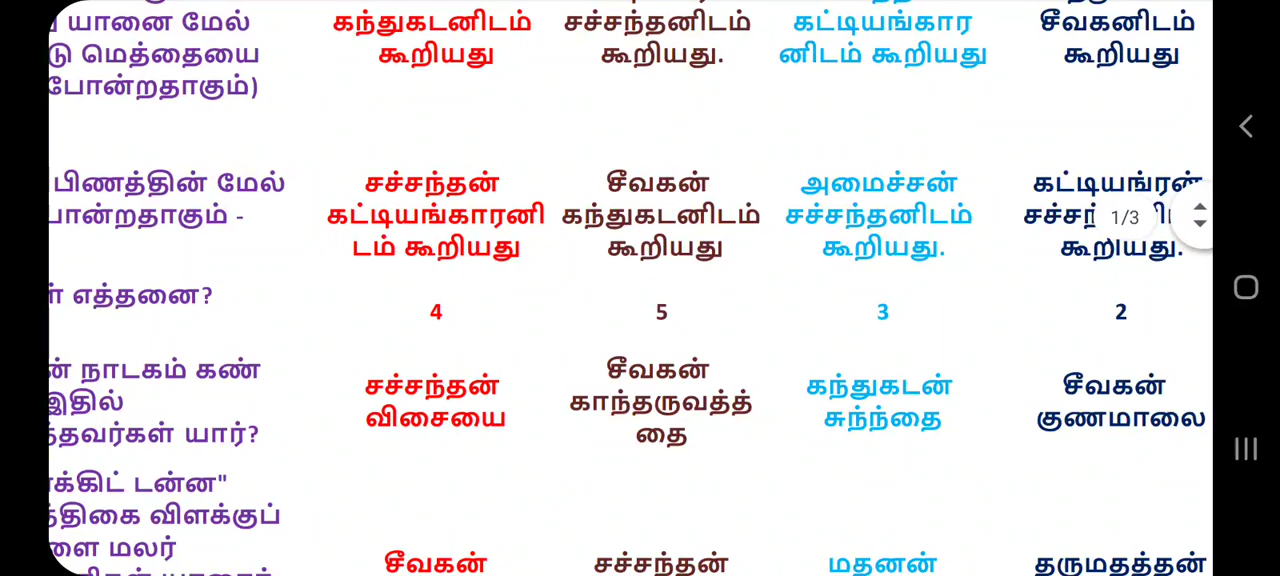 யானை மேல் கந்துகடனிடம் சச்சந்தனிடம் கட்டியங்கார சீவகனிடம்
டு மெத்தையை கூறியது கூறியது. னிடம் கூறியது கூறியது
போன்றதாகும்)
பிணத்தின் மேல் சச்சந்தன் சீவகன் அமைச்சன் கட்டியங்ரன்
போன்றதாகும் - கட்டியங்காரனி கந்துகடனிடம் சச்சந்தனிடம் 1/3
டம் கூறியது கூறியது கூறியது. கூறியது.
எத்தனை?
4 5 3 2
ன் நாடகம் கண் சச்சந்தன் சீவகன் கந்துகடன் சீவகன்
இதில் விசையை காந்தருவத்த் சுந்ந்தை குணமாலை
த்தவர்கள் யார்? தை
க்கிட் டன்ன"
த்திகை விளக்குப்
ளை மலர்
சீவகன் சச்சந்தன் மதனன் தருமதத்தன்